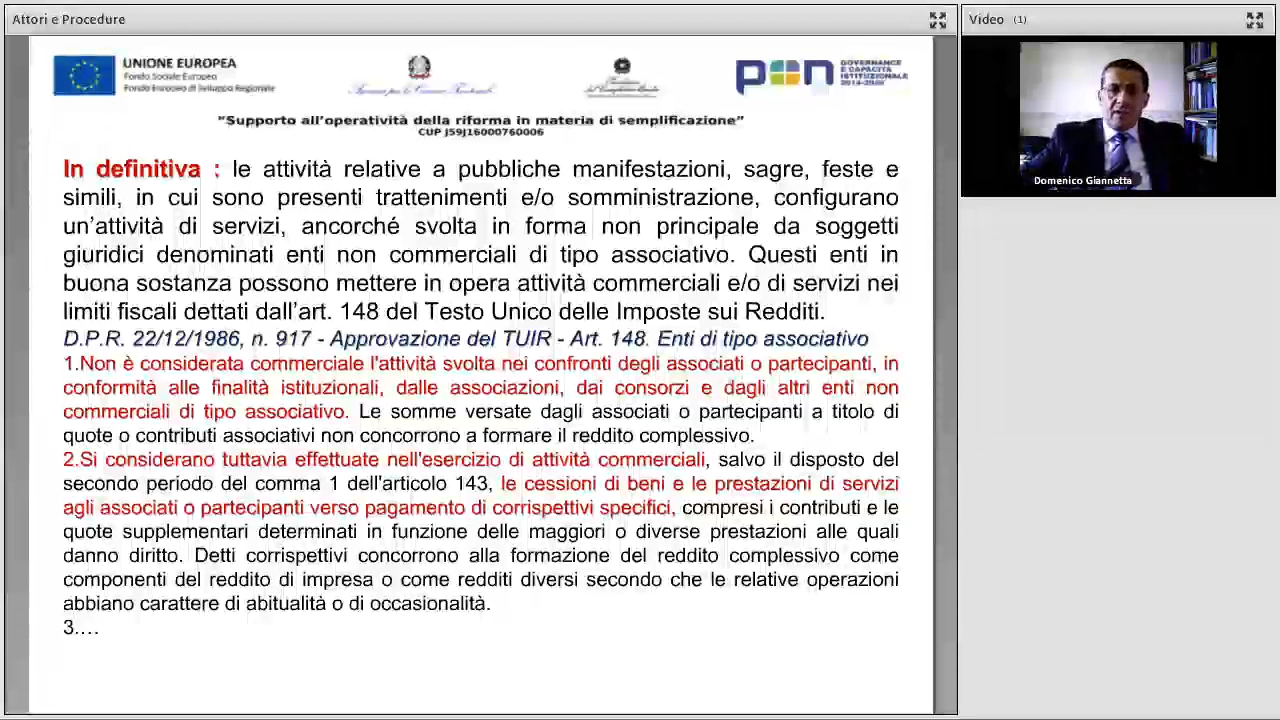 Attori e Procedure
Video (1)
UNIONE EUROPEA
Fondo Sociale Europeo
Fondo Europeo di Sviluppo Regionale
pon
GOVERNANCE
E CAPACITÀ
ISTITUZIONALE
2014-2020
Domenico Giannetta
“Supporto all’operatività della riforma in materia di semplificazione”
CUP J59J16000760006
In definitiva : le attività relative a pubbliche manifestazioni, sagre, feste e
simili, in cui sono presenti trattenimenti e/o somministrazione, configurano
un’attività di servizi, ancorché svolta in forma non principale da soggetti
giuridici denominati enti non commerciali di tipo associativo. Questi enti in
buona sostanza possono mettere in opera attività commerciali e/o di servizi nei
limiti fiscali dettati dall’art. 148 del Testo Unico delle Imposte sui Redditi.
D.P.R. 22/12/1986, n. 917 - Approvazione del TUIR - Art. 148. Enti di tipo associativo
1.Non è considerata commerciale l'attività svolta nei confronti degli associati o partecipanti, in
conformità alle finalità istituzionali, dalle associazioni, dai consorzi e dagli altri enti non
commerciali di tipo associativo. Le somme versate dagli associati o partecipanti a titolo di
quote o contributi associativi non concorrono a formare il reddito complessivo.
2.Si considerano tuttavia effettuate nell'esercizio di attività commerciali, salvo il disposto del
secondo periodo del comma 1 dell'articolo 143, le cessioni di beni e le prestazioni di servizi
agli associati o partecipanti verso pagamento di corrispettivi specifici, compresi i contributi e le
quote supplementari determinati in funzione delle maggiori o diverse prestazioni alle quali
danno diritto. Detti corrispettivi concorrono alla formazione del reddito complessivo come
componenti del reddito di impresa o come redditi diversi secondo che le relative operazioni
abbiano carattere di abitualità o di occasionalità.
3.…